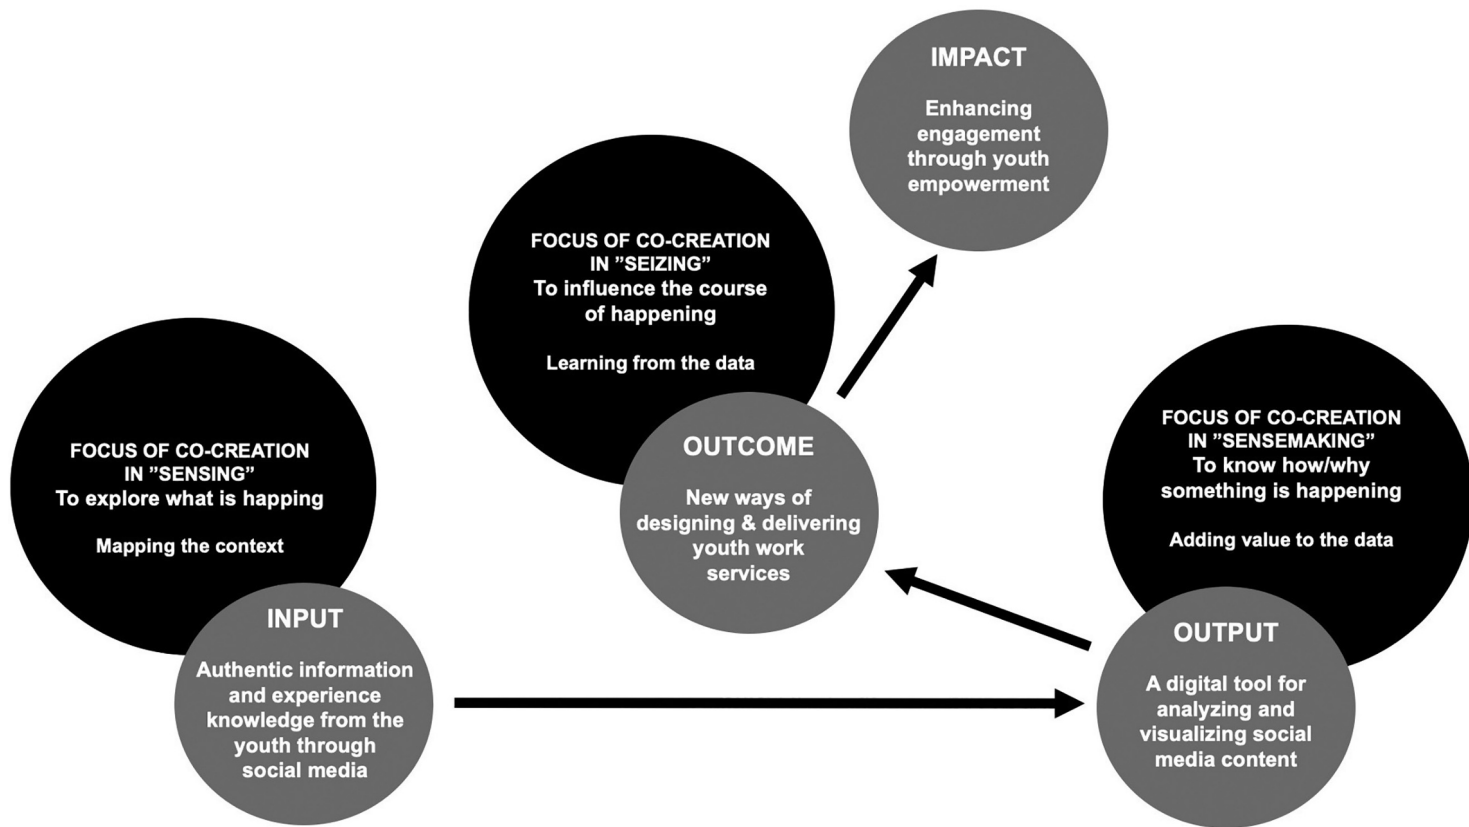 IMPACT
Enhancing
engagement
through youth
empowerment
FOCUS OF CO-CREATION
IN ”SEIZING”
To influence the course
of happening
Learning from the data
OUTCOME
New ways of
designing & delivering
youth work
services
FOCUS OF CO-CREATION
IN ”SENSING”
To explore what is happing
Mapping the context
INPUT
Authentic information
and experience
knowledge from the
youth through
social media
FOCUS OF CO-CREATION
IN ”SENSEMAKING”
To know how/why
something is happening
Adding value to the data
OUTPUT
A digital tool for
analyzing and
visualizing social
media content